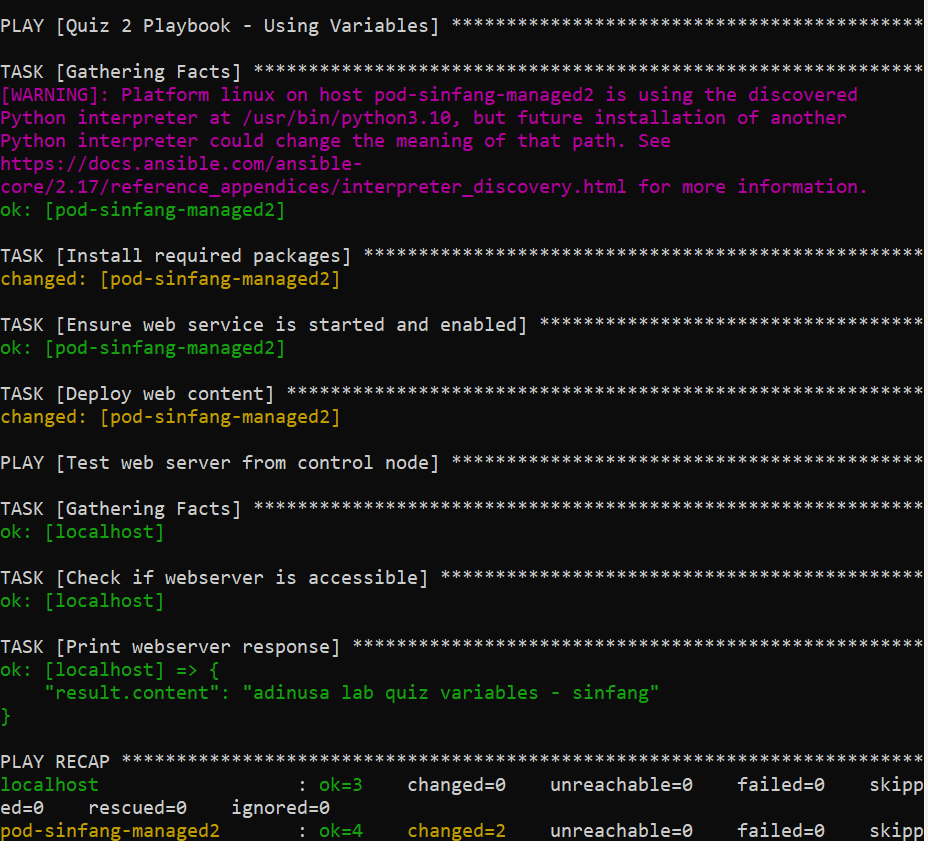 PLAY [Quiz 2 Playbook - Using Variables] *******************************************
TASK [Gathering Facts] *************************************************************
[WARNING]: Platform linux on host pod-sinfang-managed2 is using the discovered
Python interpreter at /usr/bin/python3.10, but future installation of another
Python interpreter could change the meaning of that path. See
https://docs.ansible.com/ansible-
core/2.17/reference_appendices/interpreter_discovery.html for more information.
ok: [pod-sinfang-managed2]
TASK [Install required packages] ***************************************************
changed: [pod-sinfang-managed2]
TASK [Ensure web service is started and enabled] ***********************************
ok: [pod-sinfang-managed2]
TASK [Deploy web content] **********************************************************
changed: [pod-sinfang-managed2]
PLAY [Test web server from control node] *******************************************
TASK [Gathering Facts] *************************************************************
ok: [localhost]
TASK [Check if webserver is accessible] ********************************************
ok: [localhost]
TASK [Print webserver response] ****************************************************
ok: [localhost] => {
    "result.content": "adinusa lab quiz variables - sinfang"
}
PLAY RECAP *************************************************************************
localhost                  : ok=3    changed=0    unreachable=0    failed=0    skipp
ed=0    rescued=0    ignored=0
pod-sinfang-managed2       : ok=4    changed=2    unreachable=0    failed=0    skipp